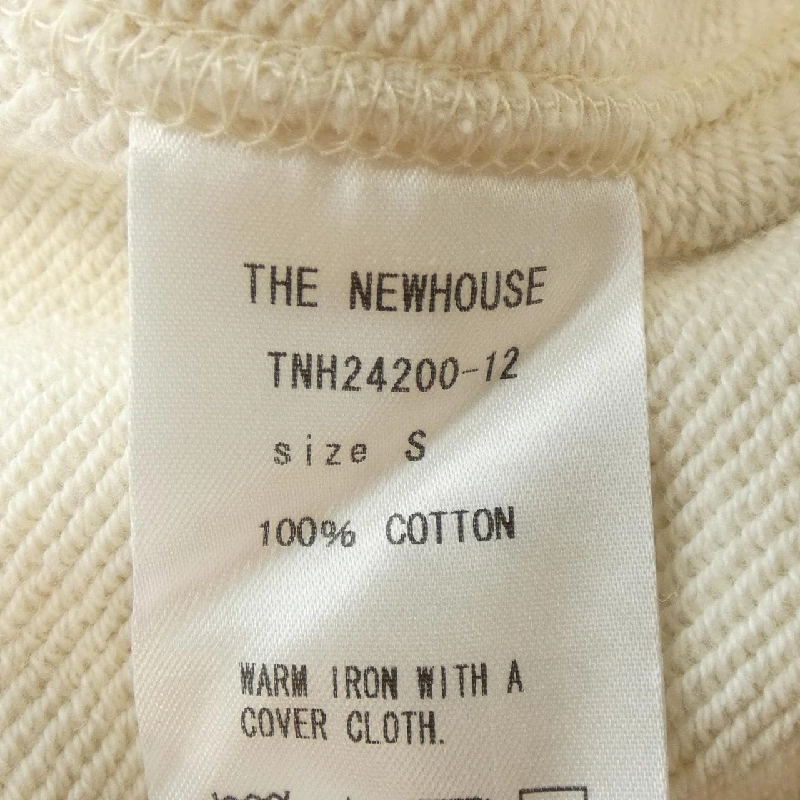 THE NEWHOUSE
TNH24200-12
size S
100% COTTON
WARM IRON WITH A
COVER CLOTH.